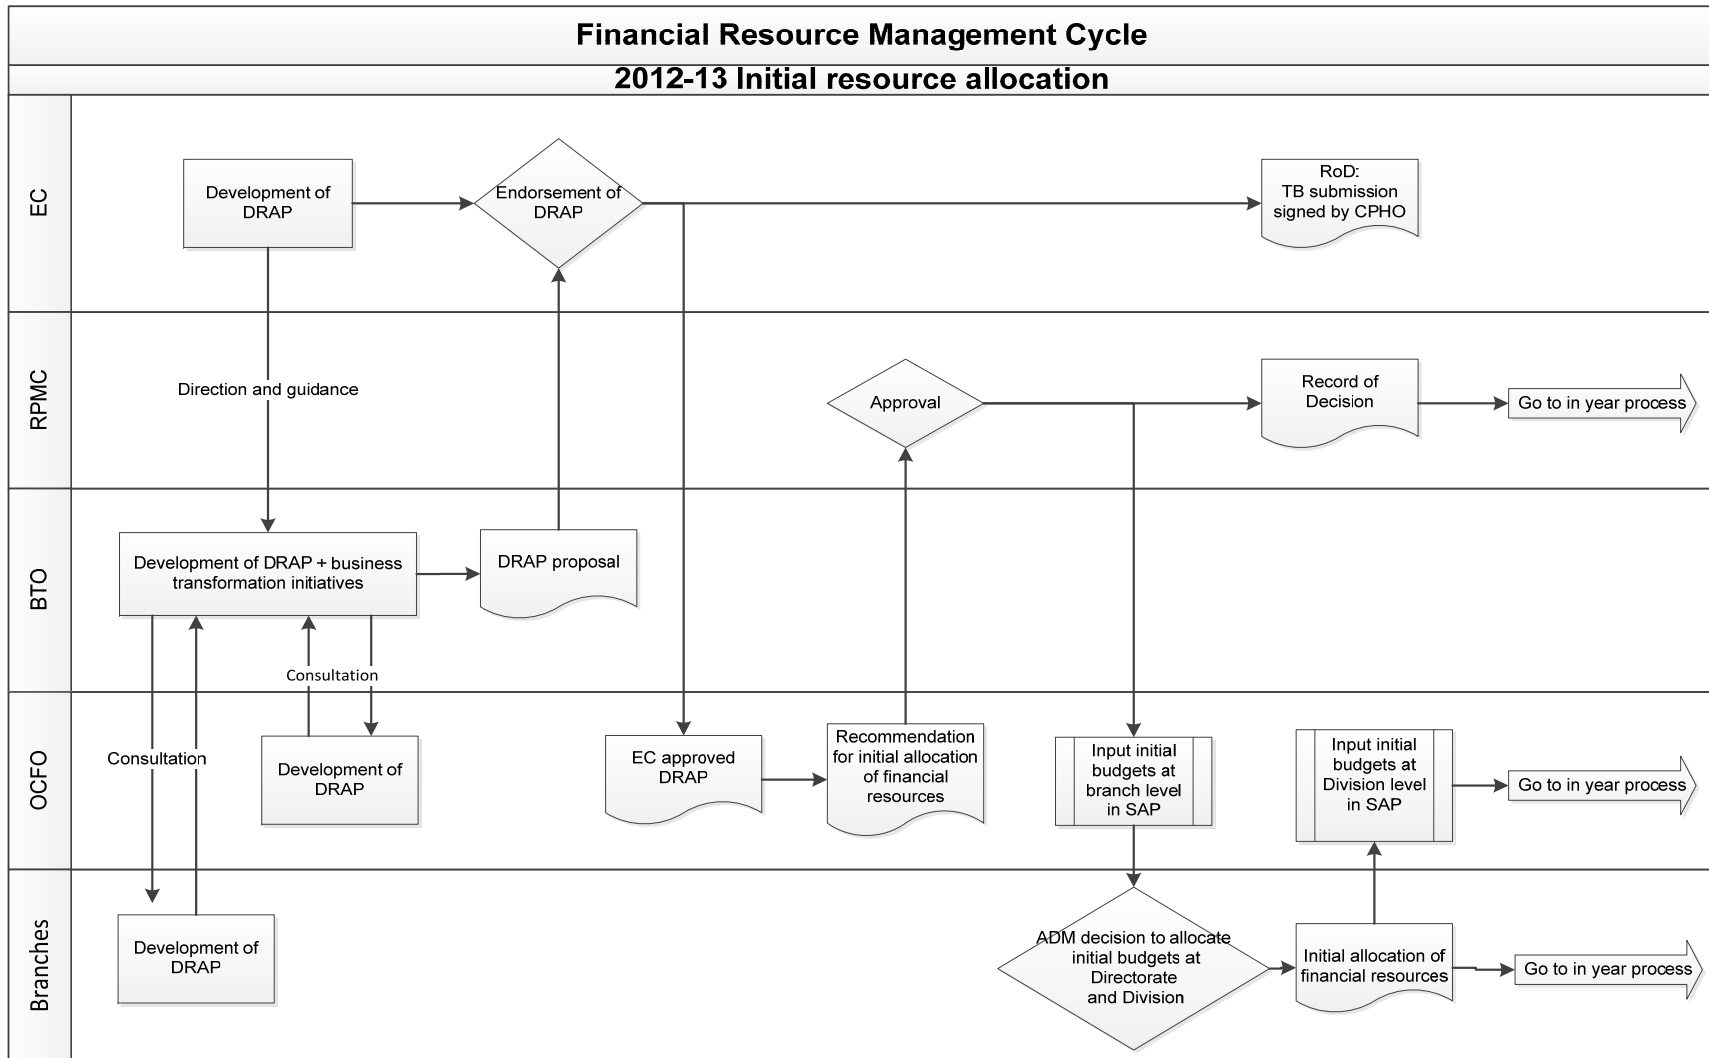 Financial Resource Management Cycle
2012-13 Initial resource allocation
EC
Development of
DRAP
Endorsement of
DRAP
RoD:
TB submission
signed by CPHO
RPMC
Direction and guidance
Approval
Record of
Decision
Go to in year process
BTO
Development of DRAP + business
transformation initiatives
DRAP proposal
Consultation
OCFO
Consultation
Development of
DRAP
EC approved
DRAP
Recommendation
for initial allocation
of financial
resources
Input initial
budgets at
branch level
in SAP
Input initial
budgets at
Division level
in SAP
Go to in year process
Branches
Development of
DRAP
ADM decision to allocate
initial budgets at
Directorate
and Division
Initial allocation of
financial resources
Go to in year process